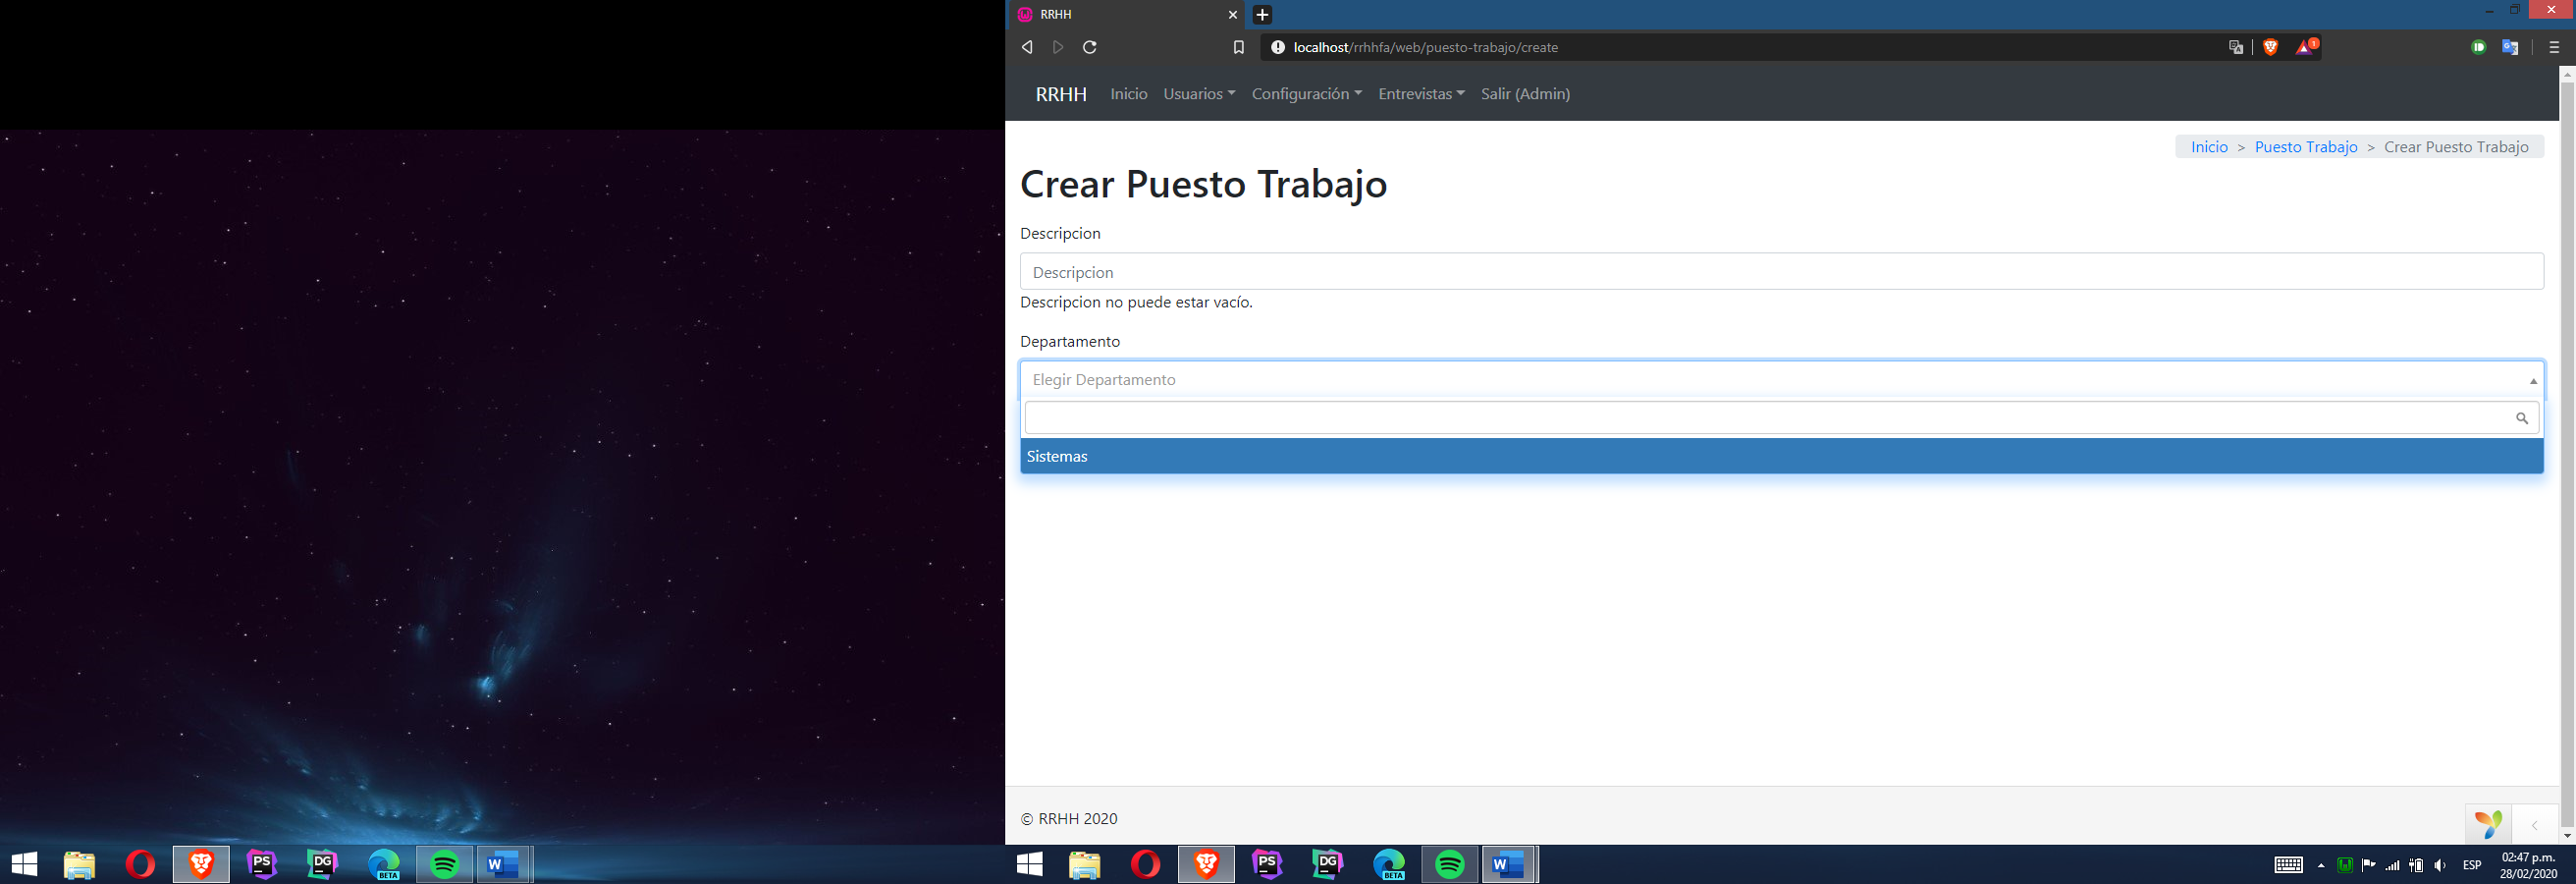 RRHH
localhost/rrhhfa/web/puesto-trabajo/create
1
RRHH Inicio Usuarios Configuración Entrevistas Salir (Admin)
Inicio > Puesto Trabajo > Crear Puesto Trabajo
Crear Puesto Trabajo
Descripcion
Descripcion
Descripcion no puede estar vacío.
Departamento
Elegir Departamento
Sistemas
© RRHH 2020
PS DG BETA W PS DG BETA W ESP 02:47 p.m.
28/02/2020